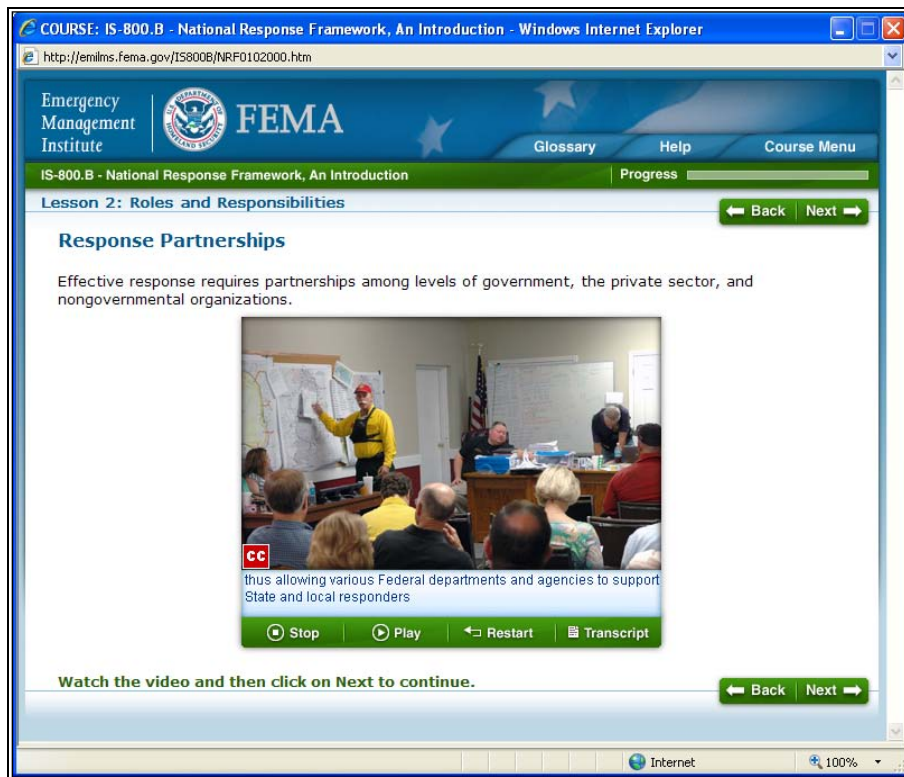 COURSE: IS-800.B - National Response Framework, An Introduction - Windows Internet Explorer
http://emilms.fema.gov/IS800B/NRF0102000.htm
Emergency
Management
Institute
FEMA
Glossary Help Course Menu
IS-800.B - National Response Framework, An Introduction Progress
Lesson 2: Roles and Responsibilities
Back Next
Response Partnerships
Effective response requires partnerships among levels of government, the private sector, and
nongovernmental organizations.
cc
thus allowing various Federal departments and agencies to support
State and local responders
Stop Play Restart Transcript
Watch the video and then click on Next to continue.
Back Next
Internet 100%